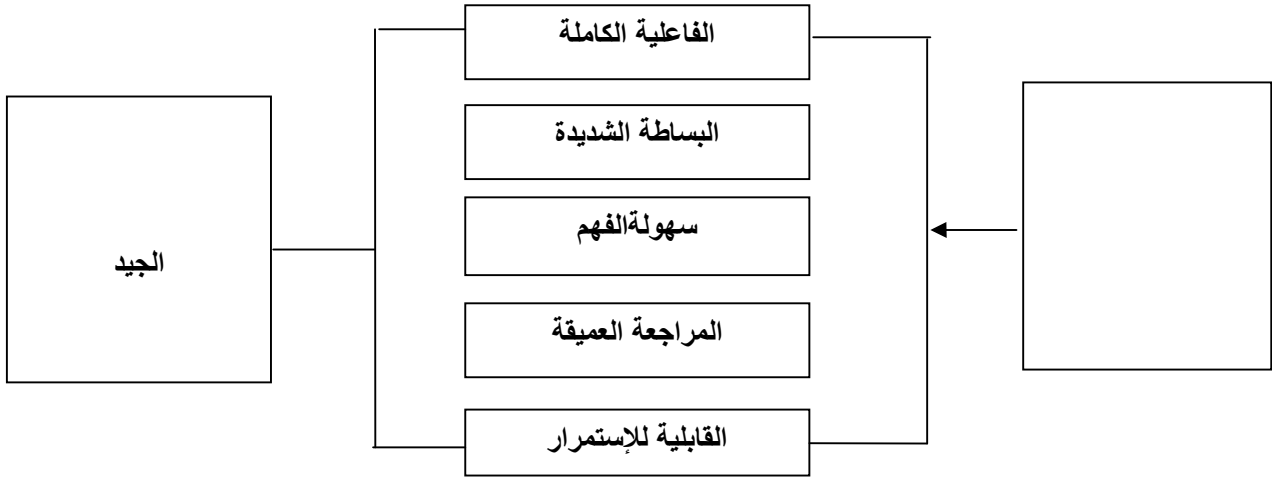 الفاعلية الكاملة
البساطة الشديدة
سهولةالفهم
المراجعة العميقة
القابلية للإستمرار
الجيد